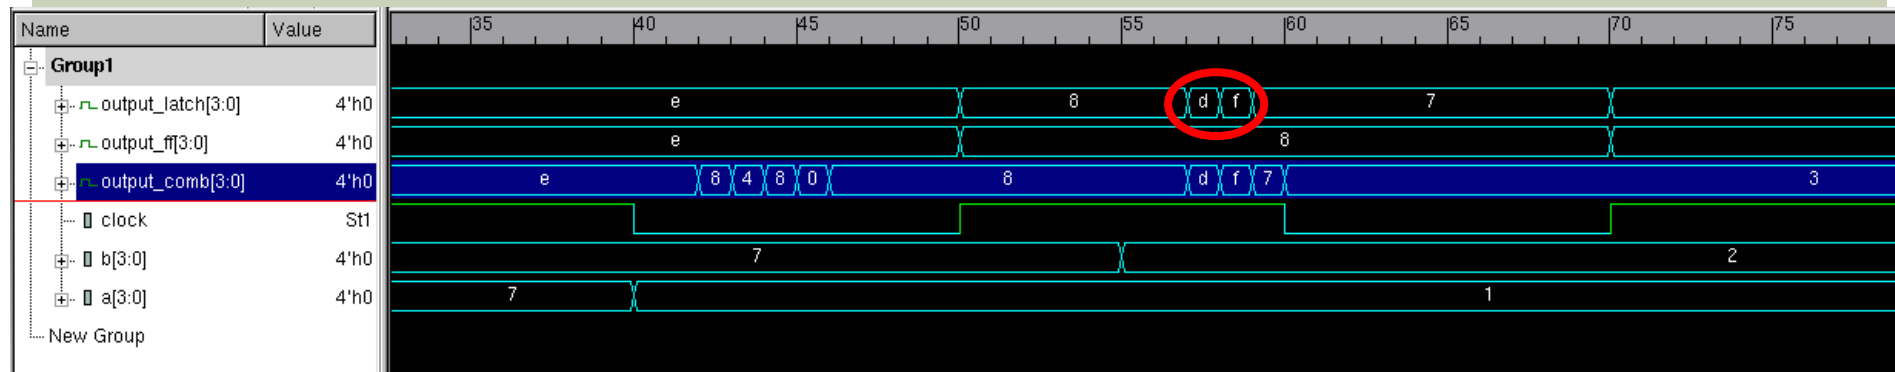 Name Value 35 40 45 50 55 60 65 70 75
Group1
output_latch[3:0] 4'h0 e 8 d f 7
output_ff[3:0] 4'h0 e 8
output_comb[3:0] 4'h0 e 8 4 8 0 8 d f 7 3
clock St1
b[3:0] 4'h0 7 2
a[3:0] 4'h0 7 1
New Group